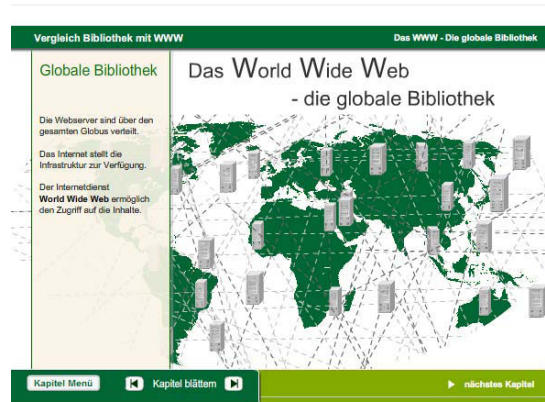 Vergleich Bibliothek mit WWW
Das WWW - Die globale Bibliothek
Globale Bibliothek
Die Webserver sind über den
gesamten Globus verteilt.
Das Internet stellt die
Infrastruktur zur Verfügung.
Der Internetdienst
World Wide Web ermöglich
den Zugriff auf die Inhalte.
Das World Wide Web
- die globale Bibliothek
Kapitel Menü
Kapitel blättern
nächstes Kapitel